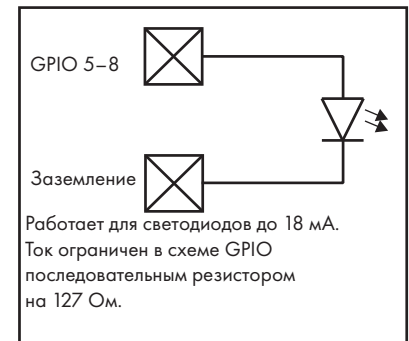 GPIO 5–8
Заземление
Работает для светодиодов до 18 мА.
Ток ограничен в схеме GPIO
последовательным резистором
на 127 Ом.